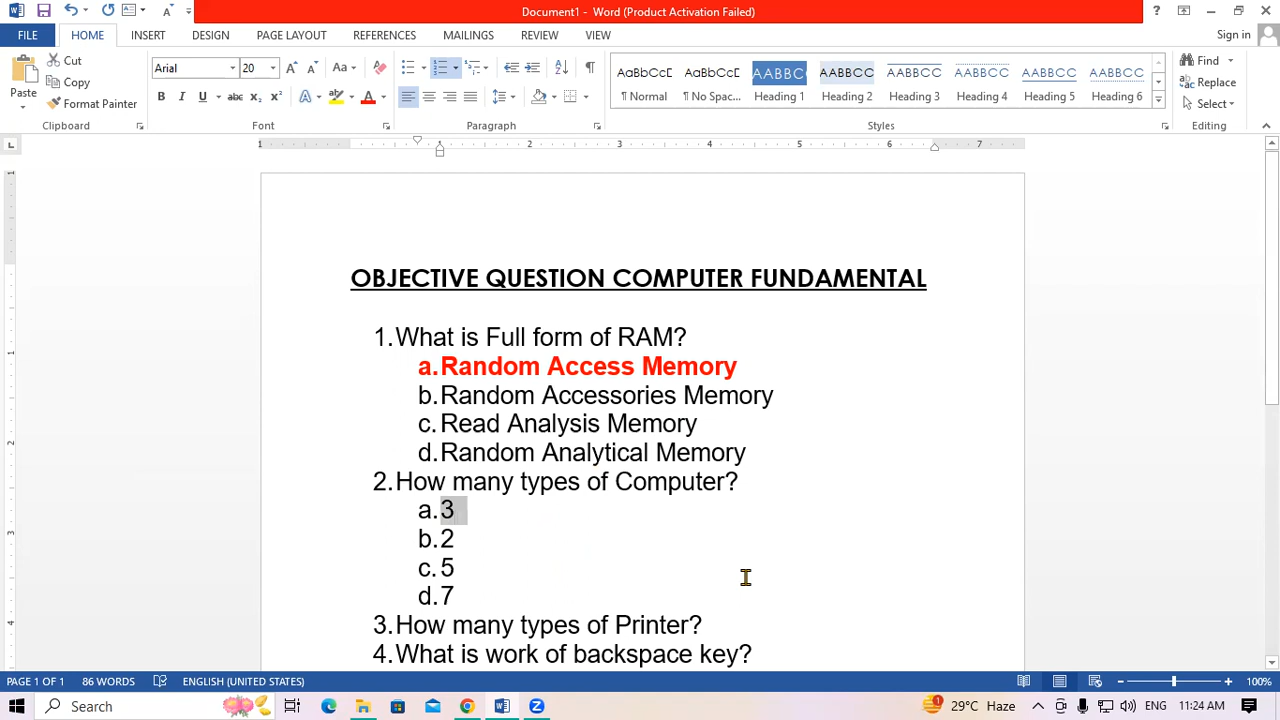 Document1 - Word (Product Activation Failed)
FILE HOME INSERT DESIGN PAGE LAYOUT REFERENCES MAILINGS REVIEW VIEW Sign in
Cut
Copy
Format Painter
Paste
Clipboard
Arial 20
Font
Paragraph
AaBbCcE AaBbCcE AABBCC AABBCC AABBCC AABBCC AABBCC AABBCC
¶ Normal ¶ No Spac... Heading 1 Heading 2 Heading 3 Heading 4 Heading 5 Heading 6
Styles
Find
Replace
Select
Editing
OBJECTIVE QUESTION COMPUTER FUNDAMENTAL
1. What is Full form of RAM?
a. Random Access Memory
b. Random Accessories Memory
c. Read Analysis Memory
d. Random Analytical Memory
2. How many types of Computer?
a. 3
b. 2
c. 5
d. 7
3. How many types of Printer?
4. What is work of backspace key?
PAGE 1 OF 1 86 WORDS ENGLISH (UNITED STATES) 100%
Search 29°C Haze 11:24 AM